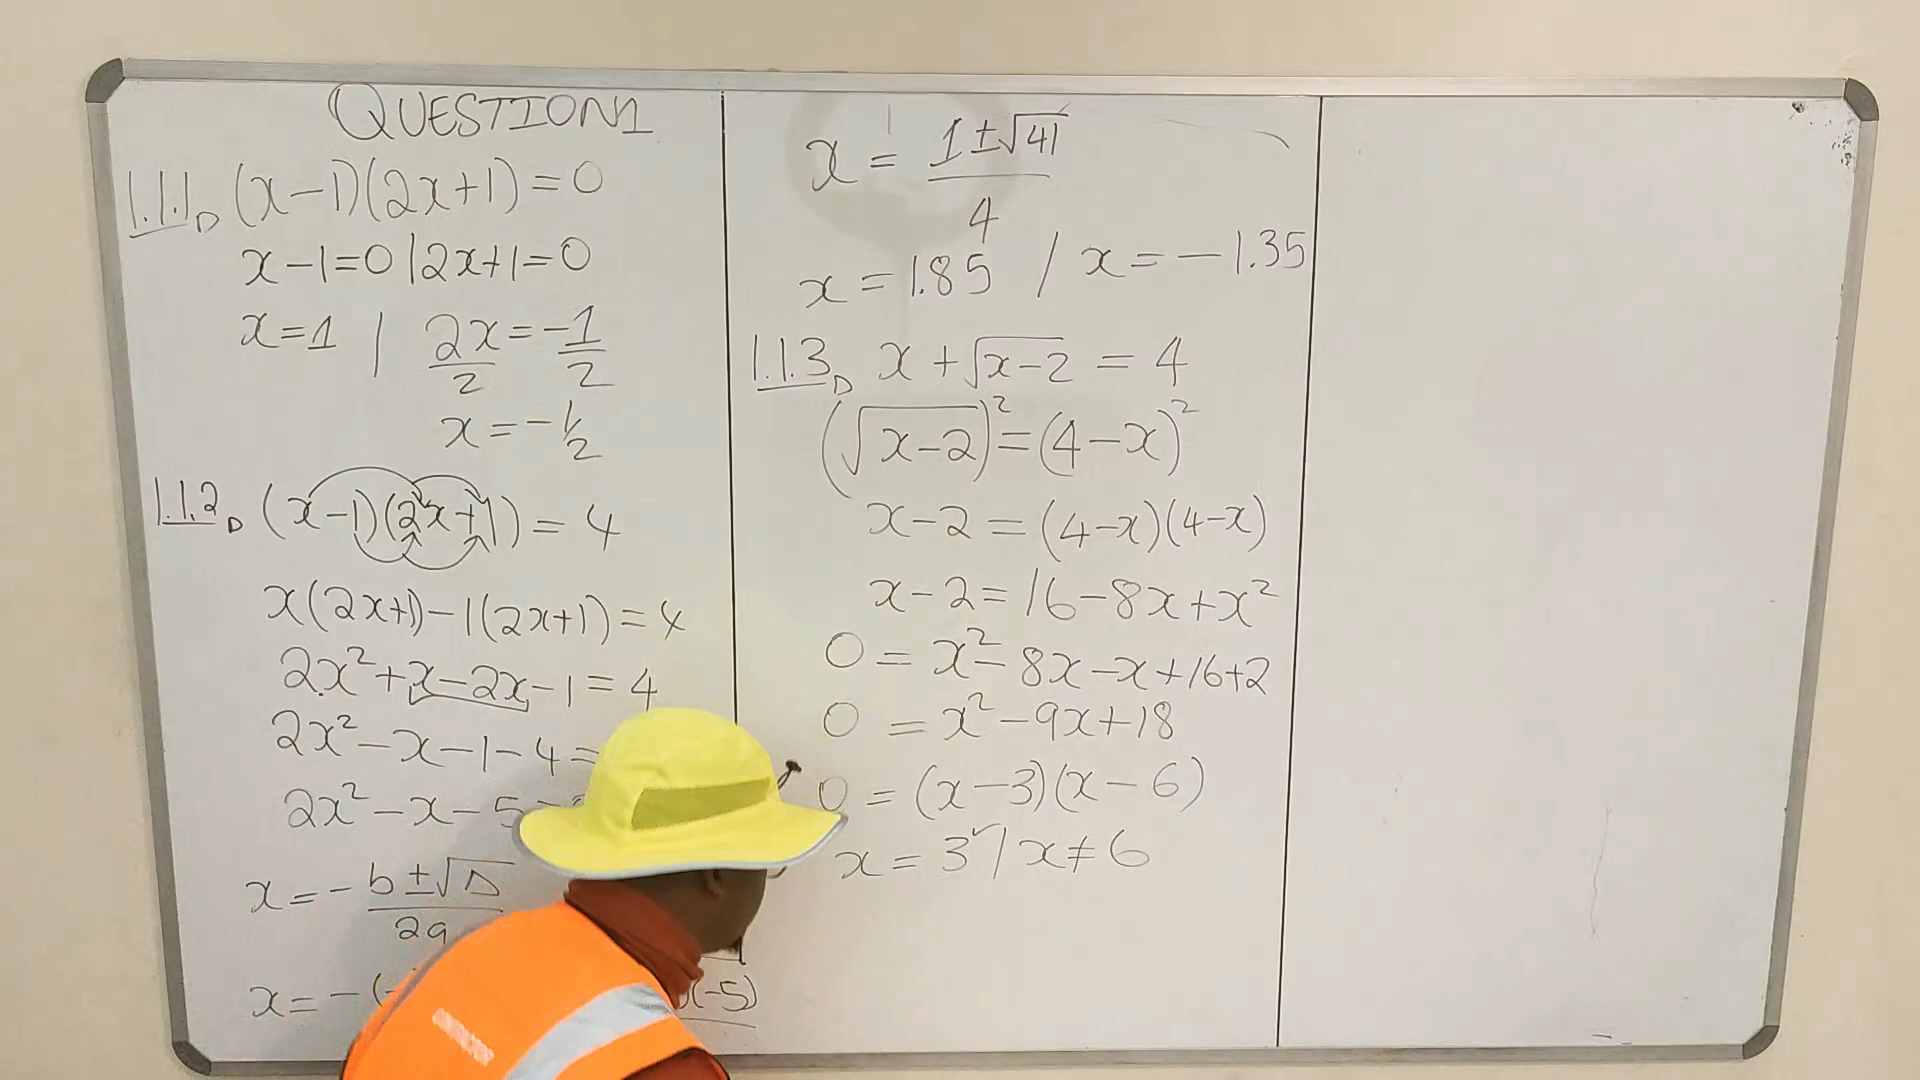 QUESTION 1
1.1.1. (x-1)(2x+1)=0
x-1=0 / 2x+1=0
x=1 / 2x/2=-1/2
x=-1/2
1.1.2 (x-1)(2x+1)=4
x(2x+1)-1(2x+1)=4
2x²+x-2x-1=4
2x²-x-1-4=
2x²-x-5
x=-b±√Δ/2a
x=-( )(-5)
x=1±√41/4
x=1.85 / x=-1.35
1.1.3 x+√x-2=4
(√x-2)²=(4-x)²
x-2=(4-x)(4-x)
x-2=16-8x+x²
0=x²-8x-x+16+2
0=x²-9x+18
0=(x-3)(x-6)
x=3✓/x≠6
CONTRACTOR